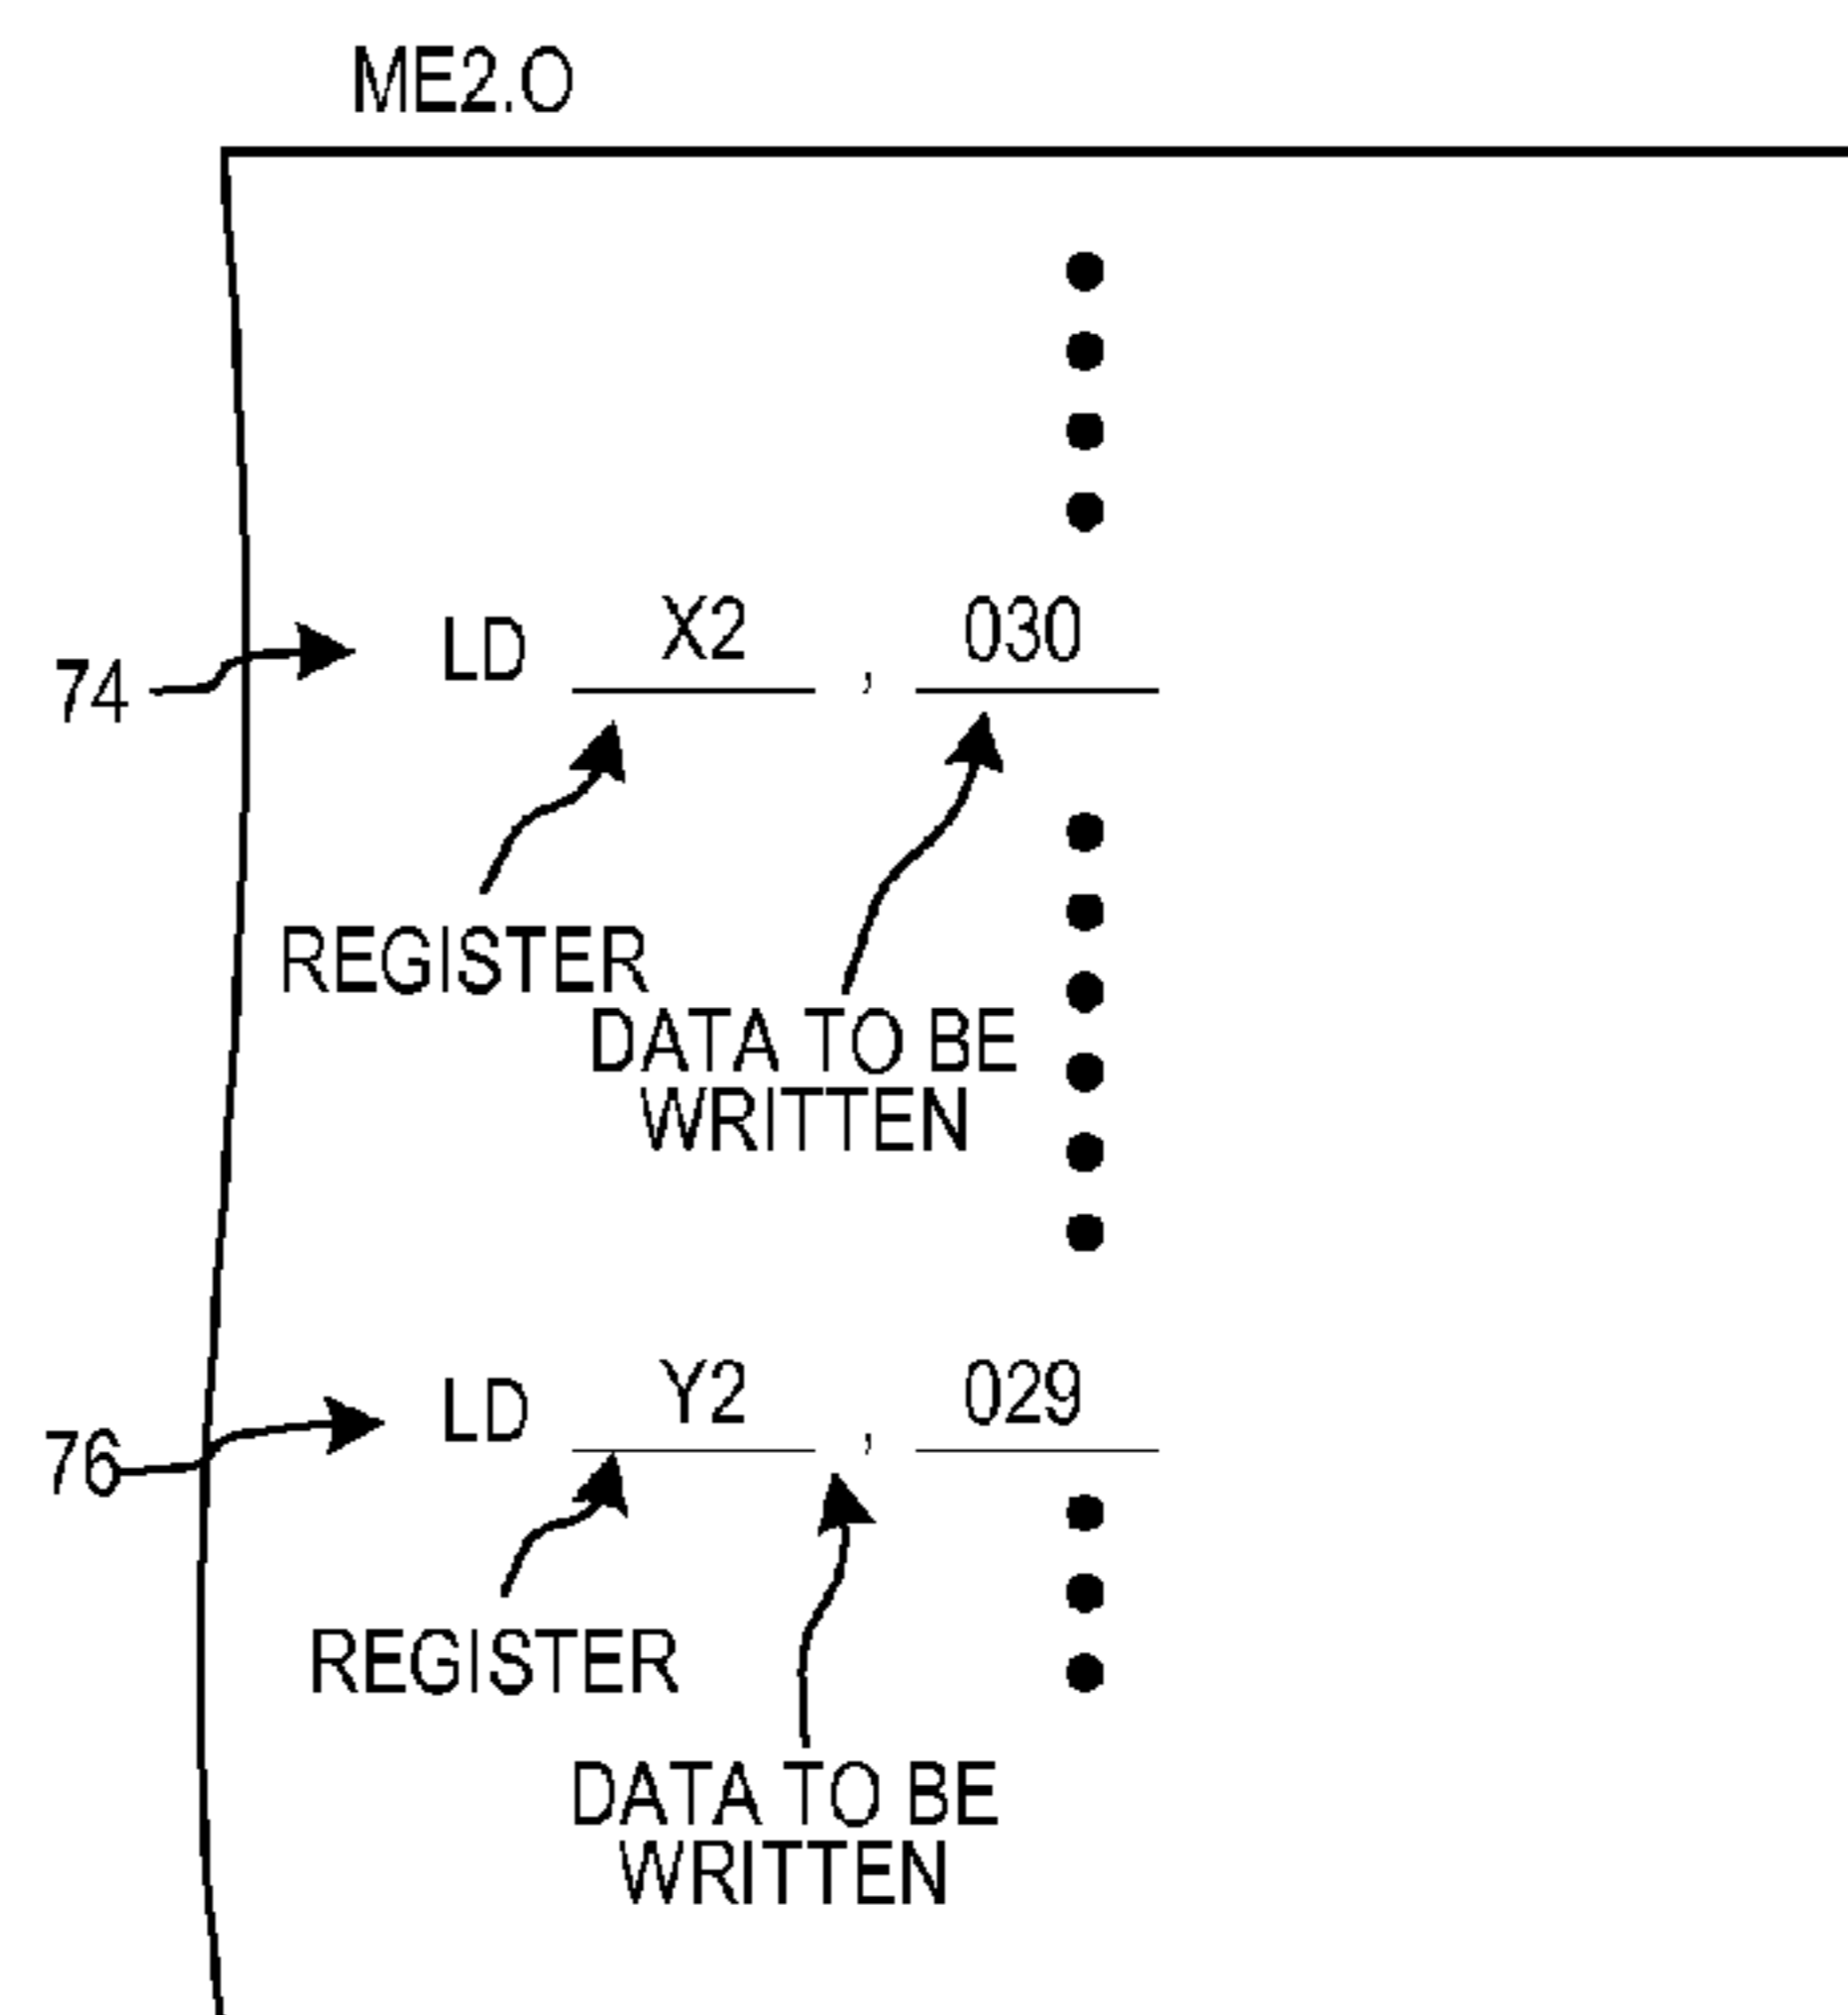 ME2.O
74 LD X2 , 030
REGISTER
DATA TO BE
WRITTEN
76 LD Y2 , 029
REGISTER
DATA TO BE
WRITTEN